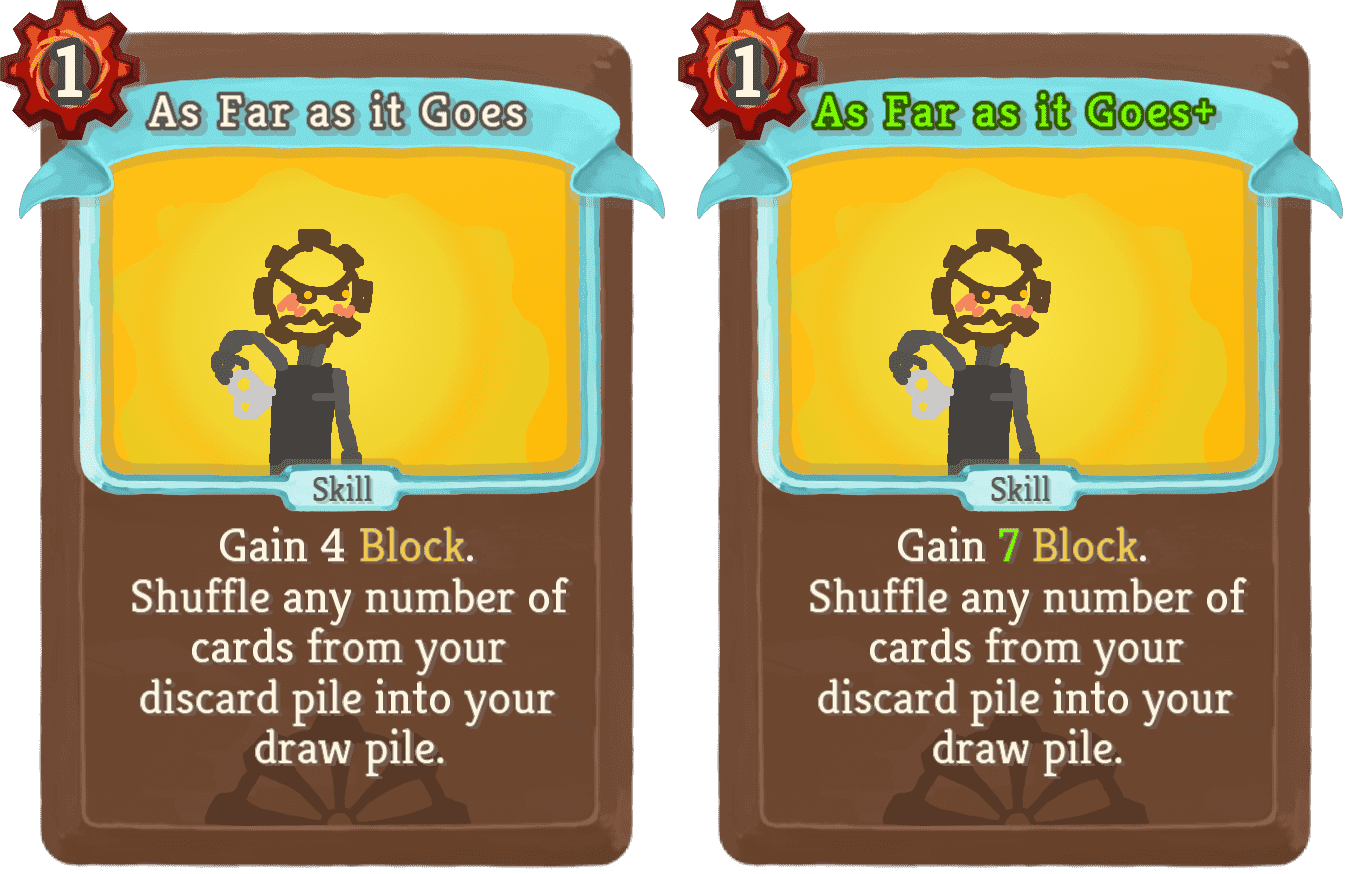 1
As Far as it Goes
Skill
Gain 4 Block.
Shuffle any number of
cards from your
discard pile into your
draw pile.
1
As Far as it Goes+
Skill
Gain 7 Block.
Shuffle any number of
cards from your
discard pile into your
draw pile.